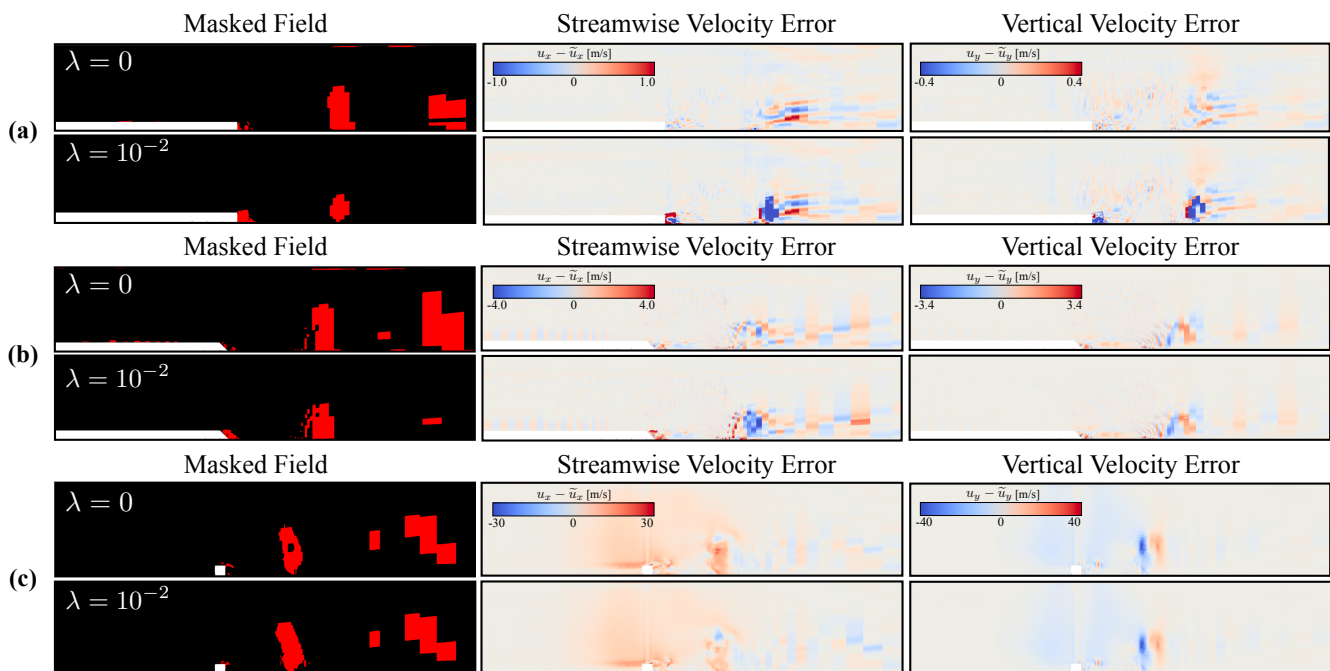 Masked Field Streamwise Velocity Error Vertical Velocity Error
λ = 0
u_x − ũ_x [m/s]
-1.0 0 1.0
u_y − ũ_y [m/s]
-0.4 0 0.4
(a)
λ = 10⁻²
Masked Field Streamwise Velocity Error Vertical Velocity Error
λ = 0
u_x − ũ_x [m/s]
-4.0 0 4.0
u_y − ũ_y [m/s]
-3.4 0 3.4
(b)
λ = 10⁻²
Masked Field Streamwise Velocity Error Vertical Velocity Error
λ = 0
u_x − ũ_x [m/s]
-30 0 30
u_y − ũ_y [m/s]
-40 0 40
(c)
λ = 10⁻²